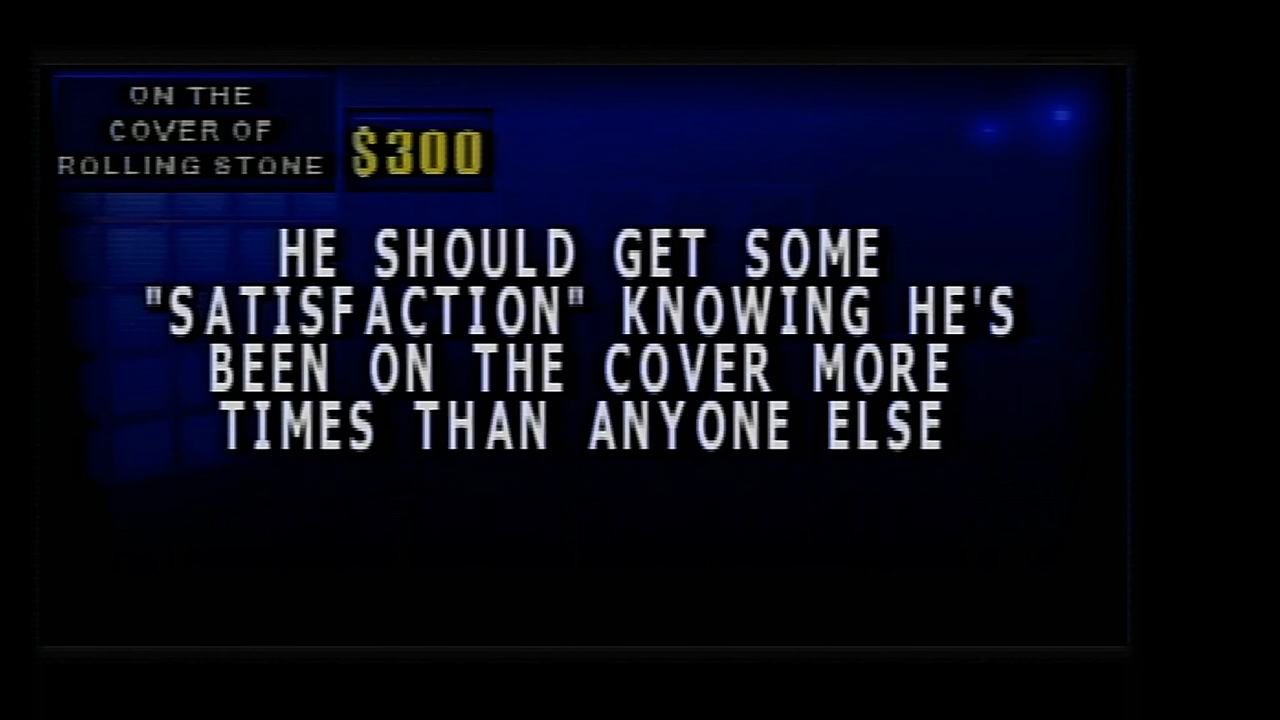 ON THE
COVER OF
ROLLING STONE
$300
HE SHOULD GET SOME
"SATISFACTION" KNOWING HE'S
BEEN ON THE COVER MORE
TIMES THAN ANYONE ELSE